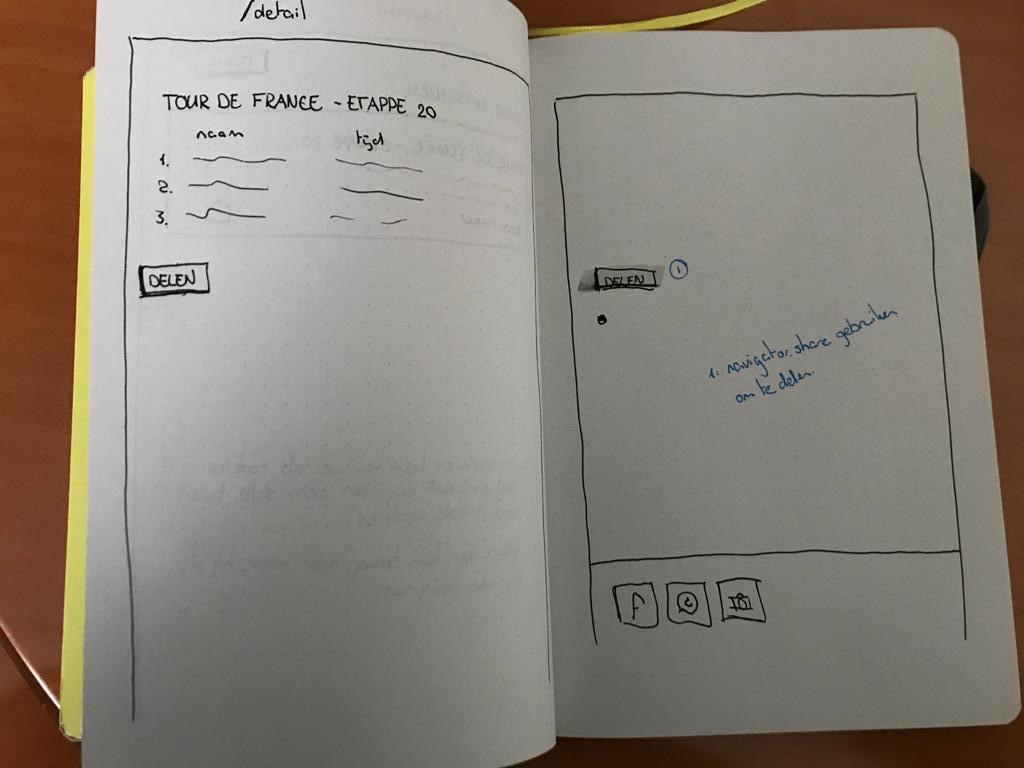 /detail
TOUR DE FRANCE - ETAPPE 20
naam tijd
1.
2.
3.
DELEN
DELEN 1
1. navigator.share gebruiken
om te delen.
f